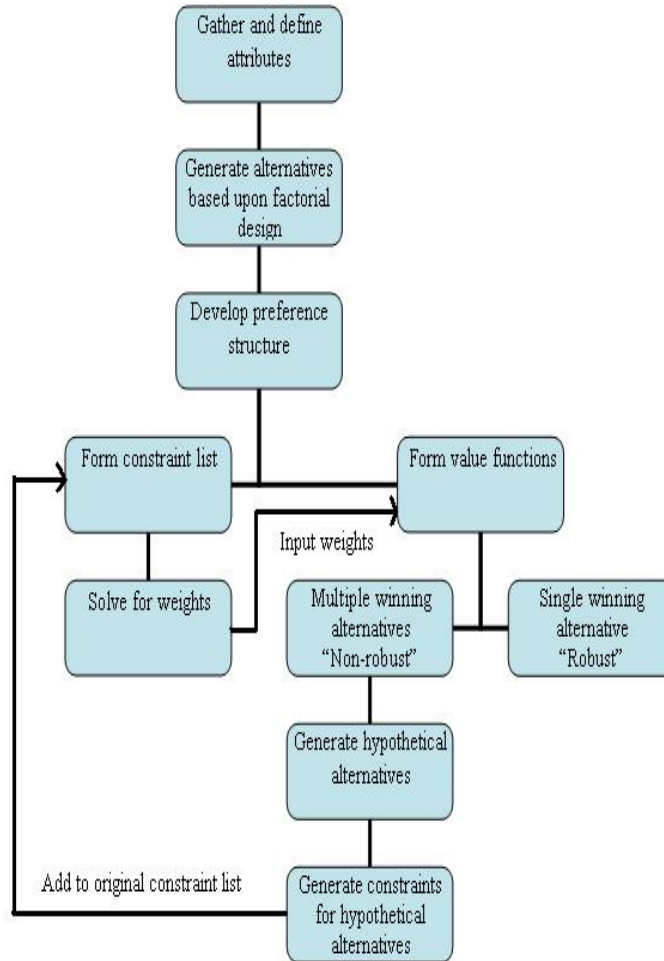 Gather and define
attributes
Generate alternatives
based upon factorial
design
Develop preference
structure
Form constraint list
Form value functions
Input weights
Solve for weights
Multiple winning
alternatives
“Non-robust”
Single winning
alternative
“Robust”
Generate hypothetical
alternatives
Add to original constraint list
Generate constraints
for hypothetical
alternatives